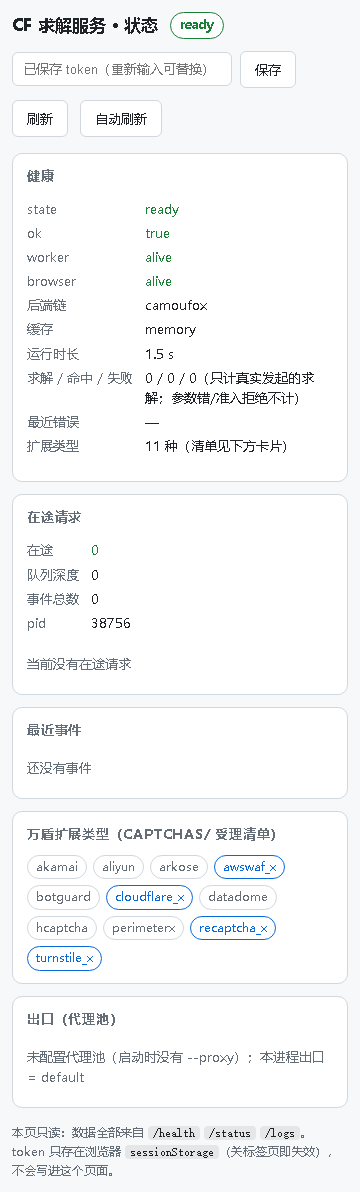 CF 求解服务 · 状态 ready
已保存 token（重新输入可替换） 保存
刷新 自动刷新
健康
state ready
ok true
worker alive
browser alive
后端链 camoufox
缓存 memory
运行时长 1.5 s
求解 / 命中 / 失败 0 / 0 / 0（只计真实发起的求
解；参数错/准入拒绝不计）
最近错误 —
扩展类型 11 种（清单见下方卡片）
在途请求
在途 0
队列深度 0
事件总数 0
pid 38756
当前没有在途请求
最近事件
还没有事件
万盾扩展类型（CAPTCHAS/ 受理清单）
akamai aliyun arkose awswaf_x
botguard cloudflare_x datadome
hcaptcha perimeterx recaptcha_x
turnstile_x
出口（代理池）
未配置代理池（启动时没有 --proxy）；本进程出口
= default
本页只读：数据全部来自 /health /status /logs。
token 只存在浏览器 sessionStorage（关标签页即失效），
不会写进这个页面。